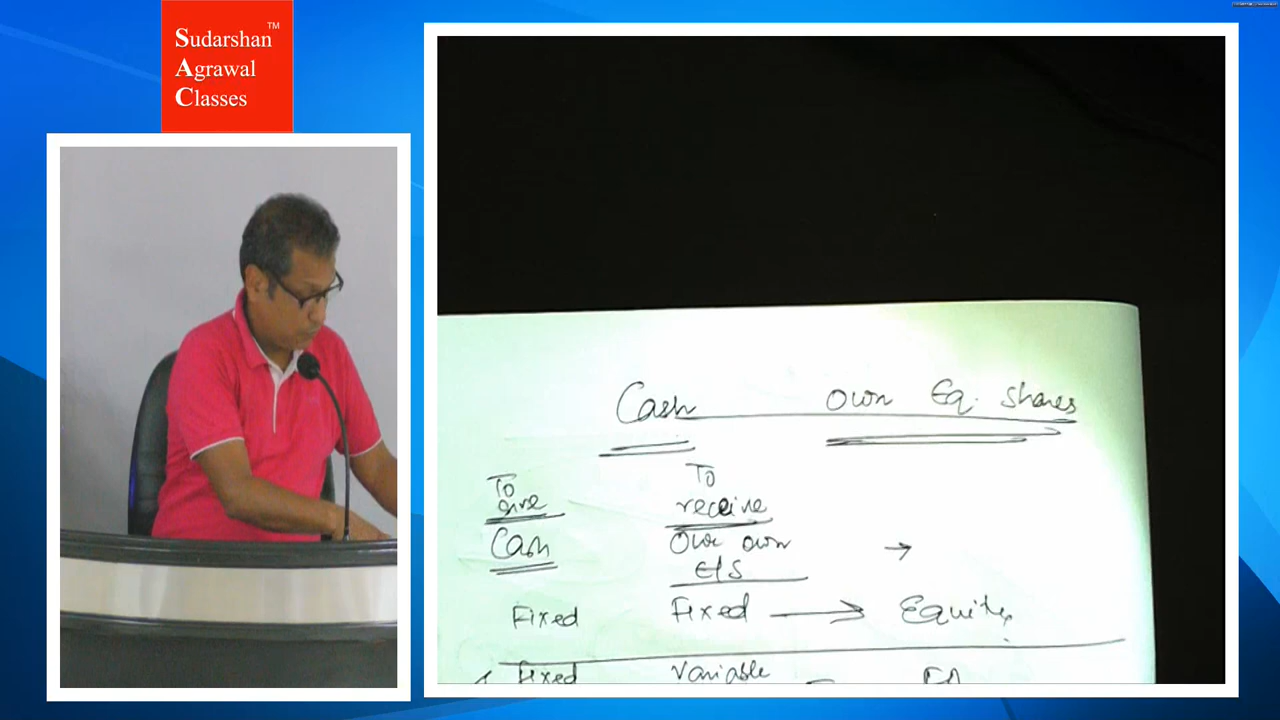 Sudarshan™
Agrawal
Classes
Cash Own Eq. Shares
To give To receive
Cash Our own E/S →
Fixed Fixed → Equity
Fixed Variable FA